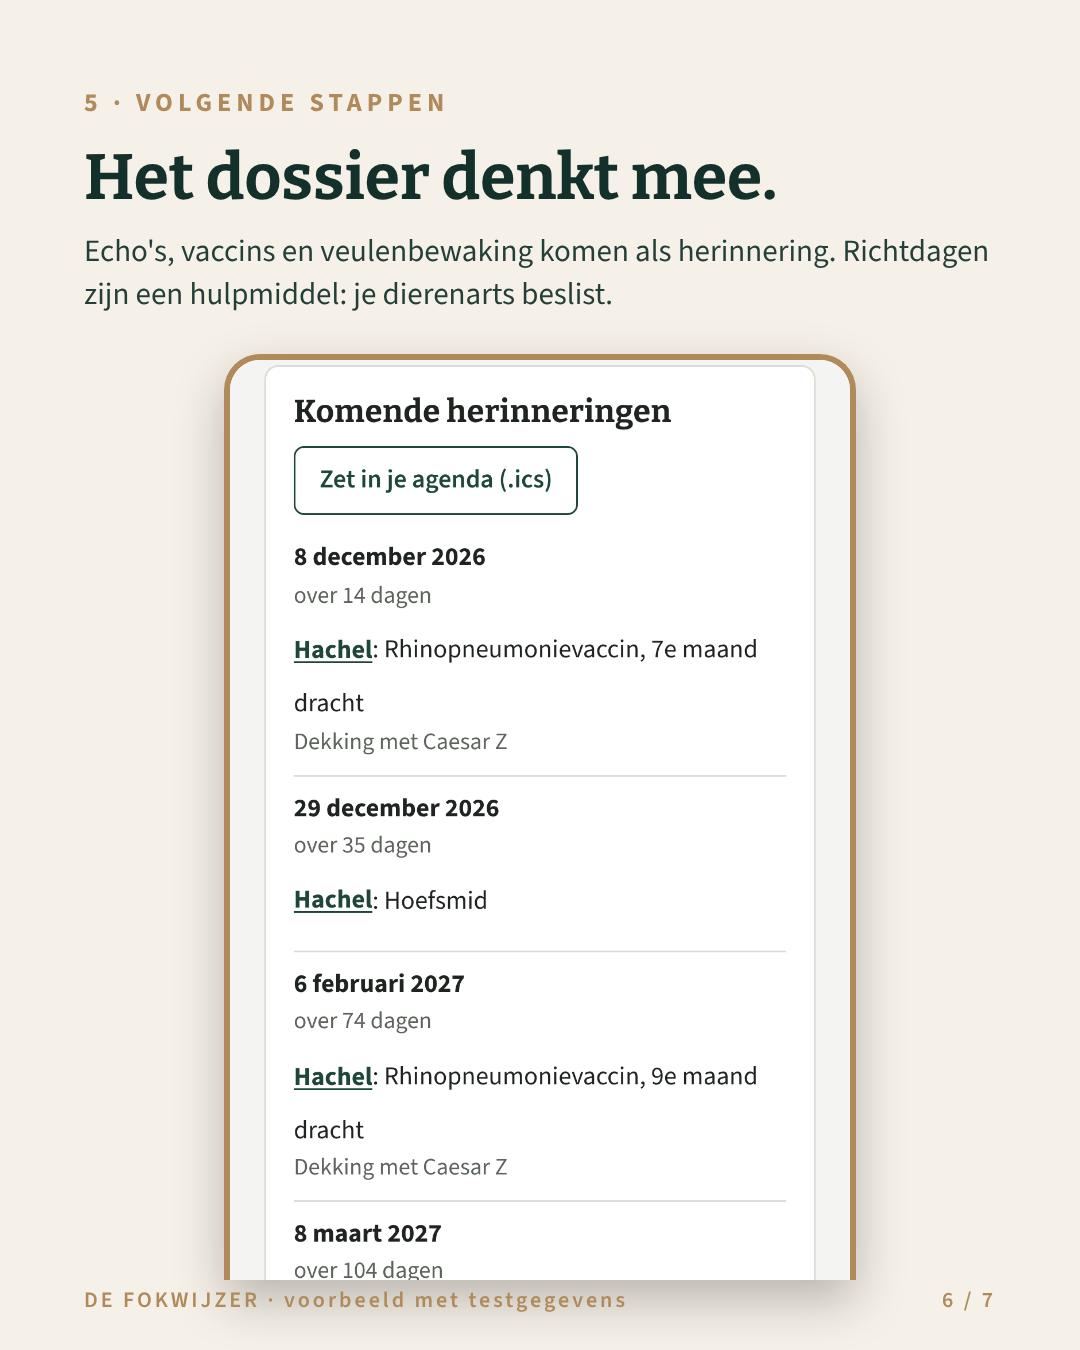 5 · VOLGENDE STAPPEN
Het dossier denkt mee.
Echo's, vaccins en veulenbewaking komen als herinnering. Richtdagen
zijn een hulpmiddel: je dierenarts beslist.
Komende herinneringen
Zet in je agenda (.ics)
8 december 2026
over 14 dagen
Hachel: Rhinopneumonievaccin, 7e maand
dracht
Dekking met Caesar Z
29 december 2026
over 35 dagen
Hachel: Hoefsmid
6 februari 2027
over 74 dagen
Hachel: Rhinopneumonievaccin, 9e maand
dracht
Dekking met Caesar Z
8 maart 2027
over 104 dagen
DE FOKWIJZER · voorbeeld met testgegevens
6 / 7